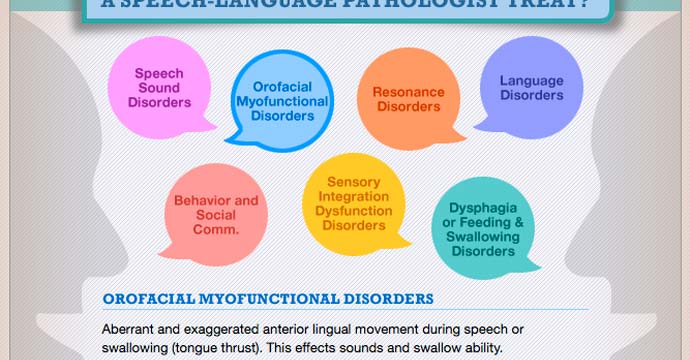 A SPEECH-LANGUAGE PATHOLOGIST TREAT?
Speech
Sound
Disorders
Orofacial
Myofunctional
Disorders
Resonance
Disorders
Language
Disorders
Behavior and
Social
Comm.
Sensory
Integration
Dysfunction
Disorders
Dysphagia
or Feeding &
Swallowing
Disorders
OROFACIAL MYOFUNCTIONAL DISORDERS
Aberrant and exaggerated anterior lingual movement during speech or
swallowing (tongue thrust). This effects sounds and swallow ability.